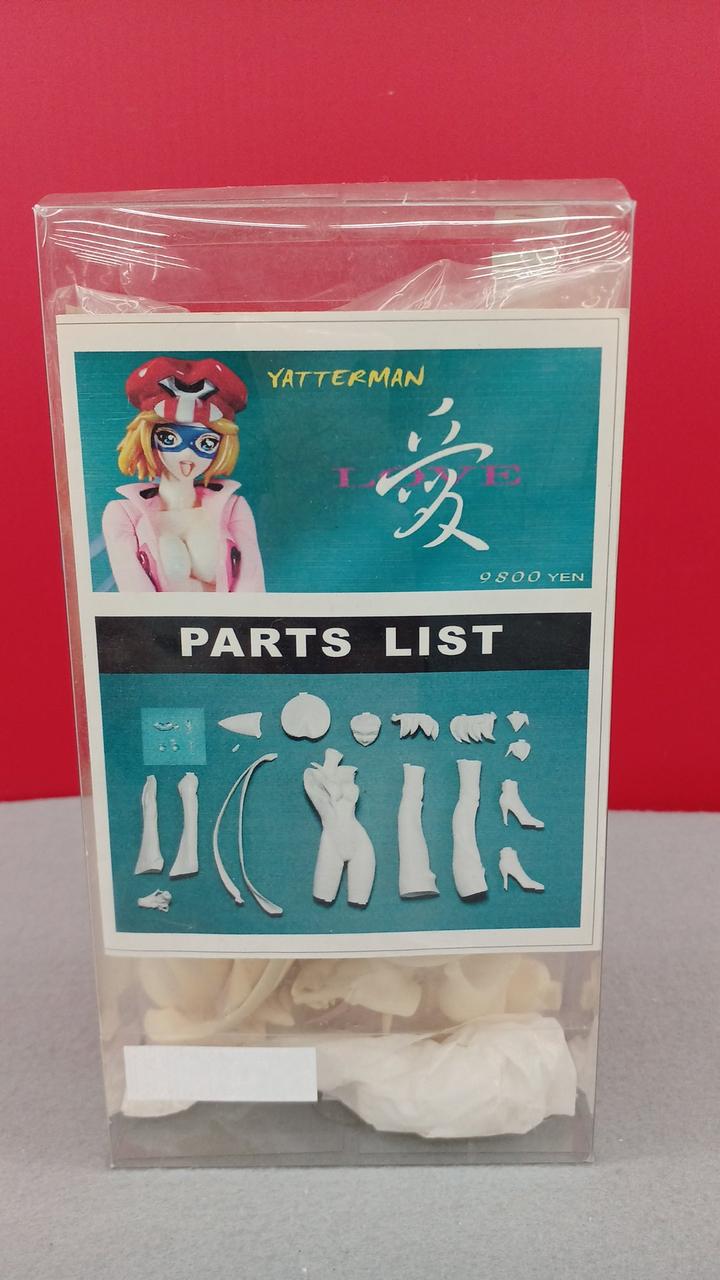 YATTERMAN
LOVE
愛
9800 YEN
PARTS LIST